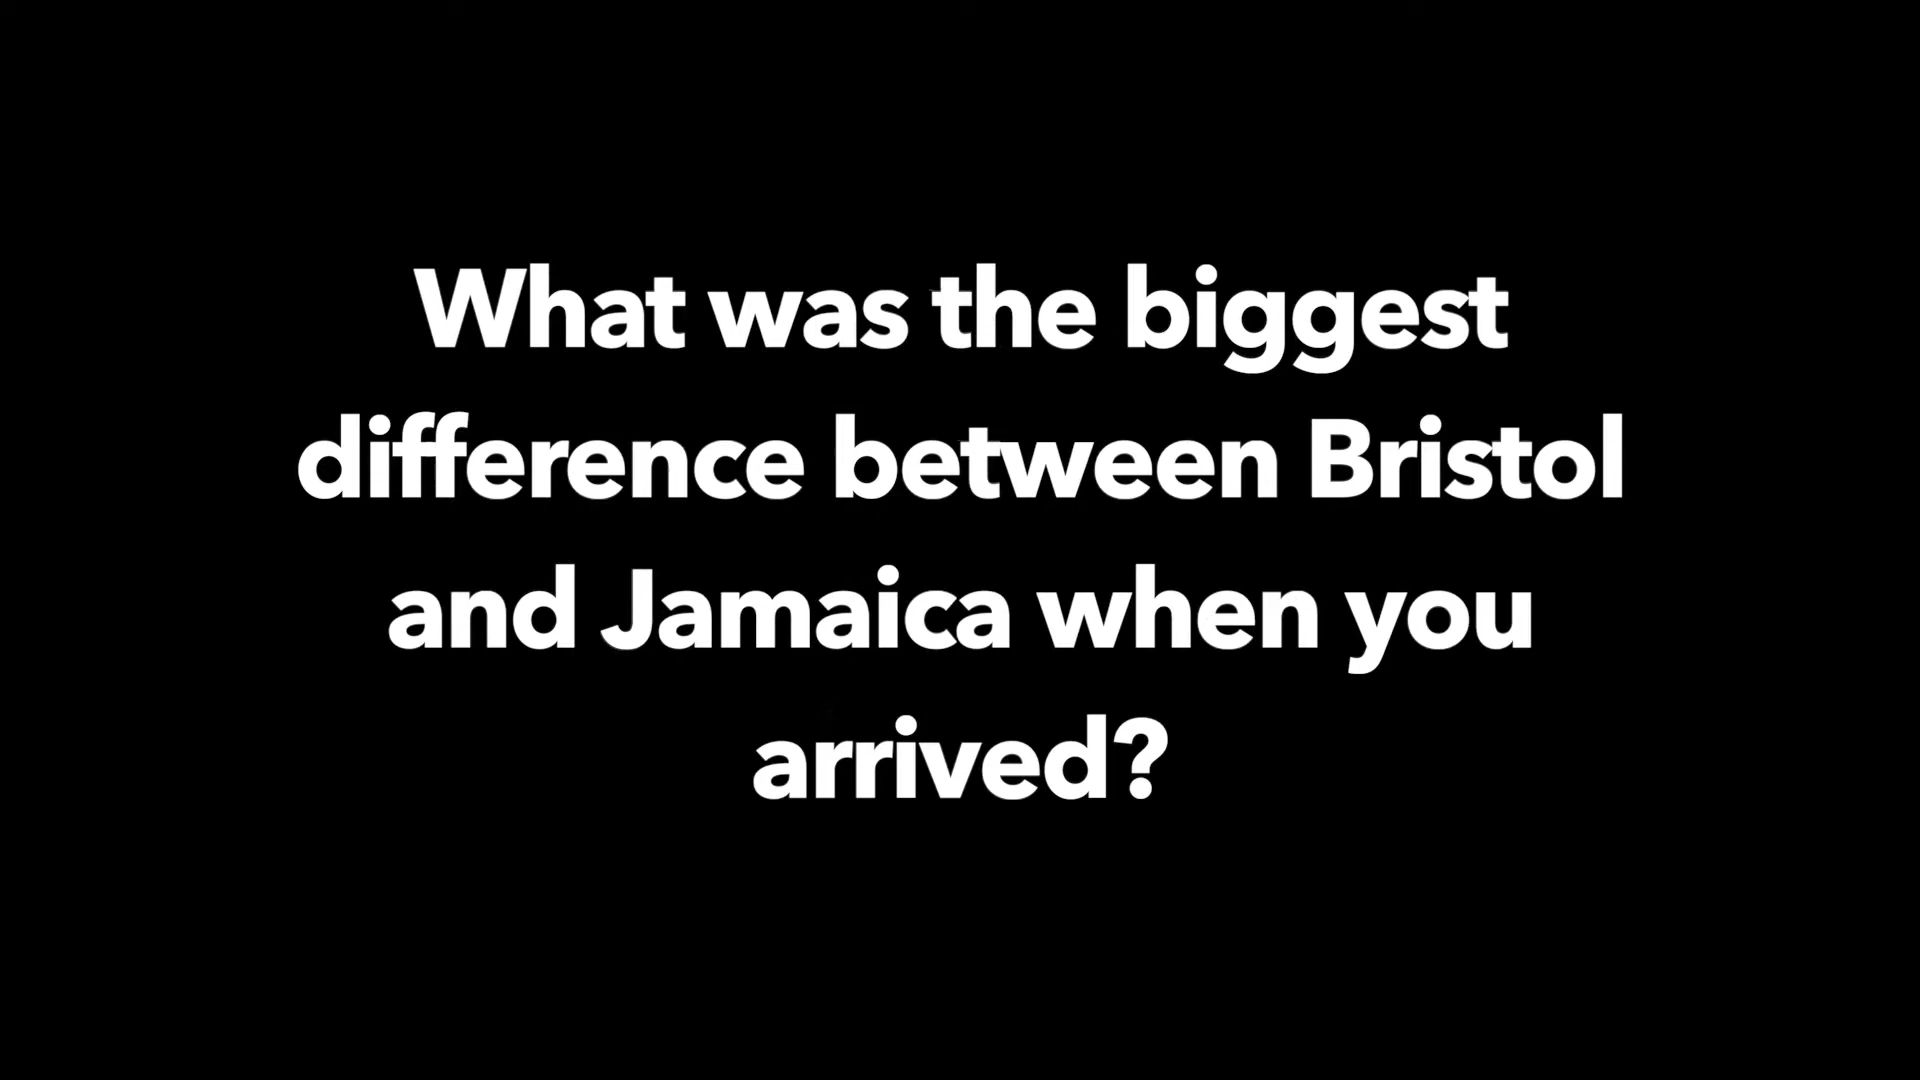 What was the biggest
difference between Bristol
and Jamaica when you
arrived?